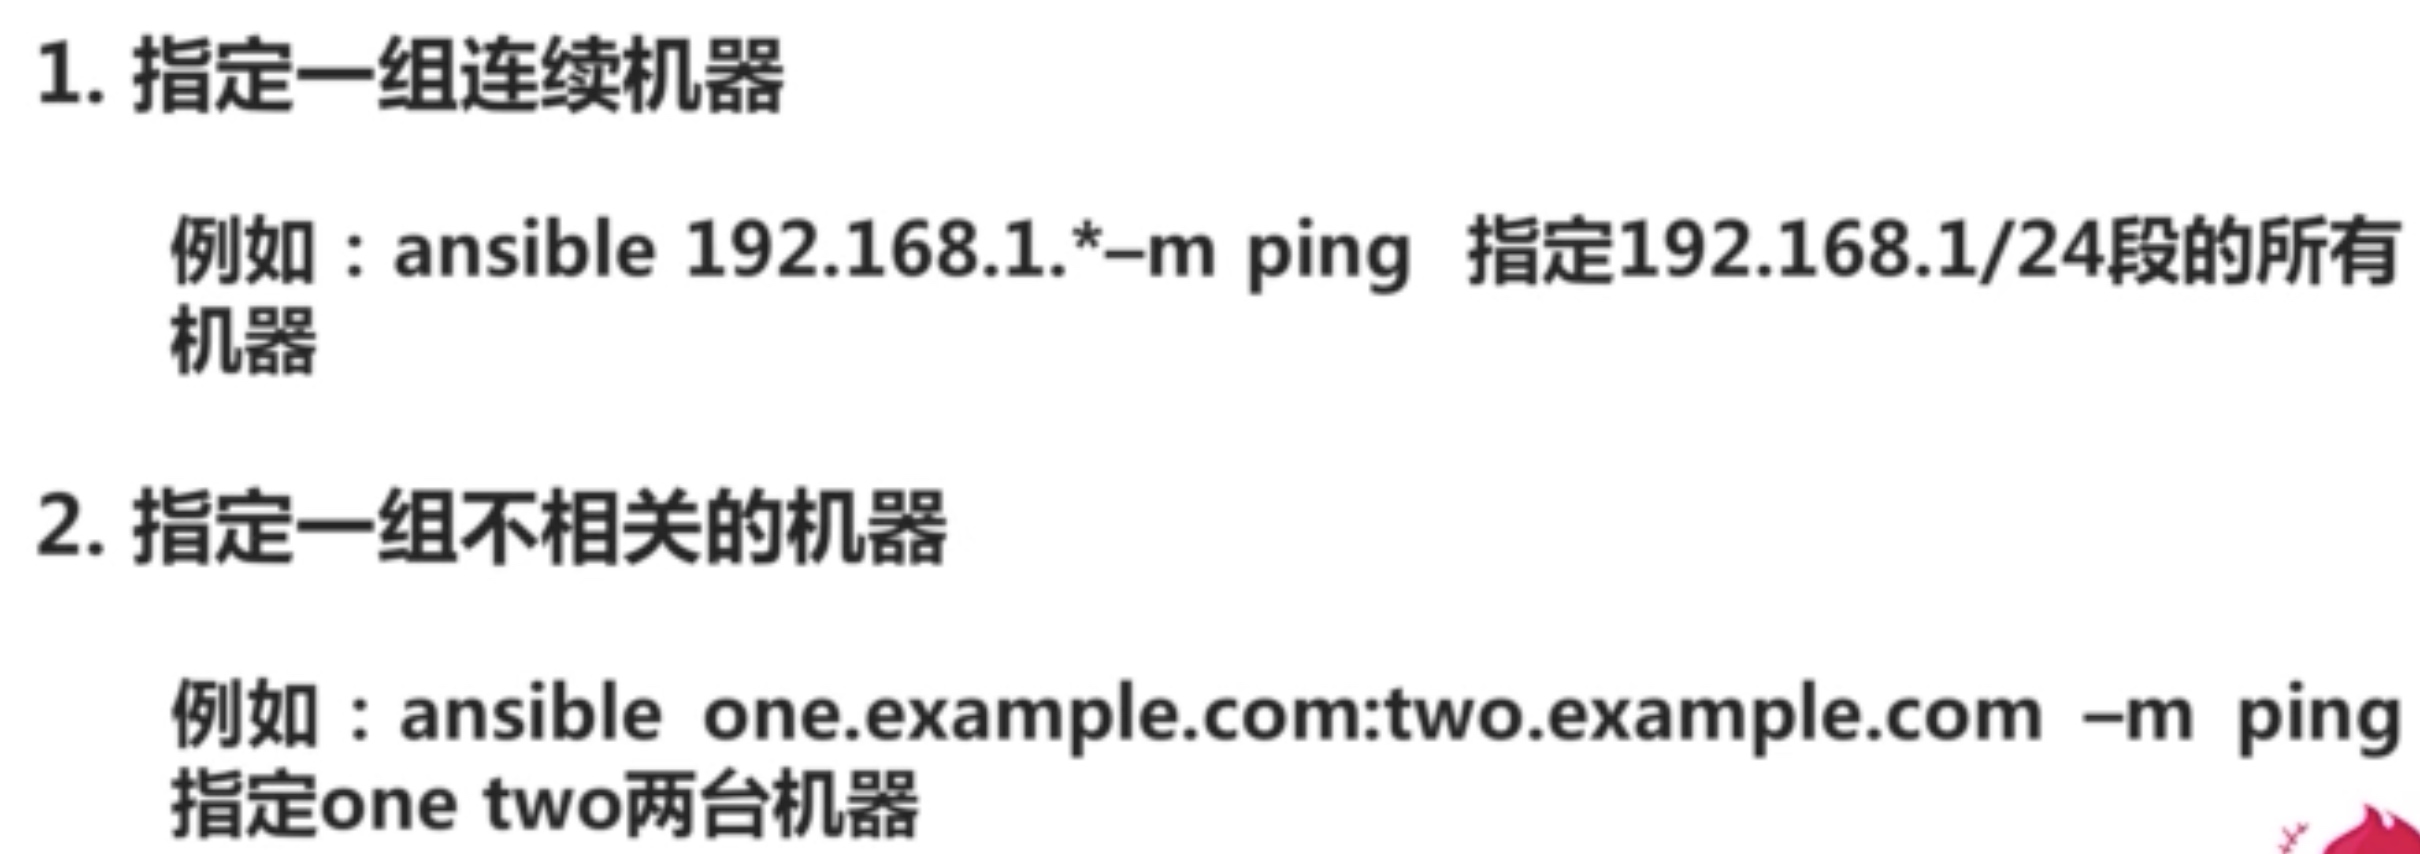 1. 指定一组连续机器
例如：ansible 192.168.1.*–m ping 指定192.168.1/24段的所有
机器
2. 指定一组不相关的机器
例如：ansible one.example.com:two.example.com –m ping
指定one two两台机器